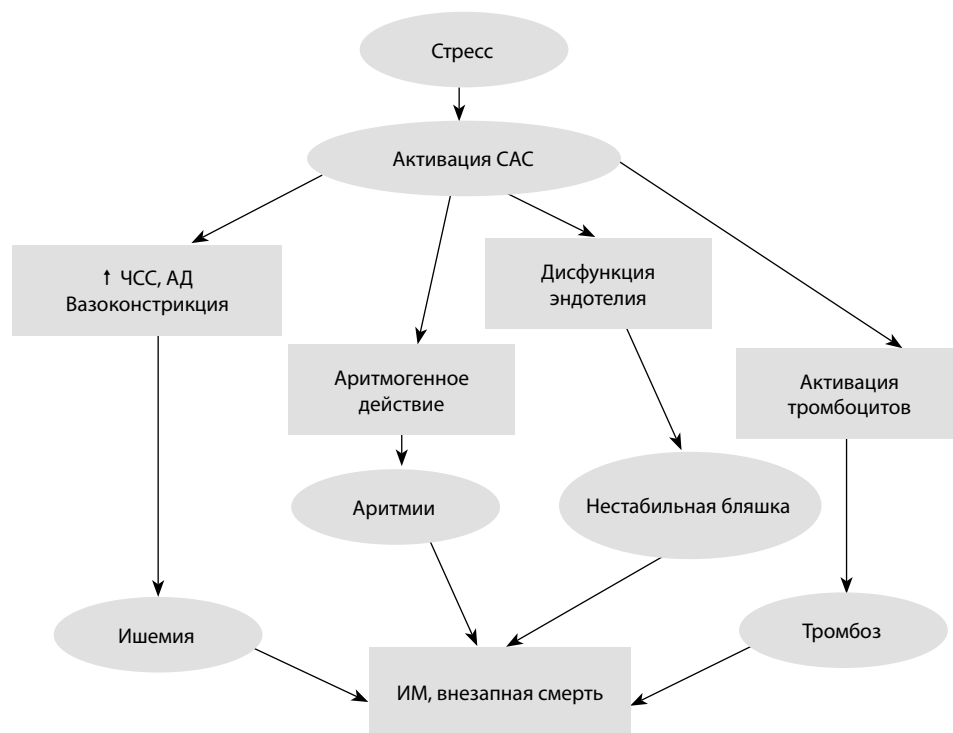 Стресс
Активация САС
↑ ЧСС, АД
Вазоконстрикция
Дисфункция
эндотелия
Аритмогенное
действие
Активация
тромбоцитов
Аритмии
Нестабильная бляшка
Ишемия
Тромбоз
ИМ, внезапная смерть